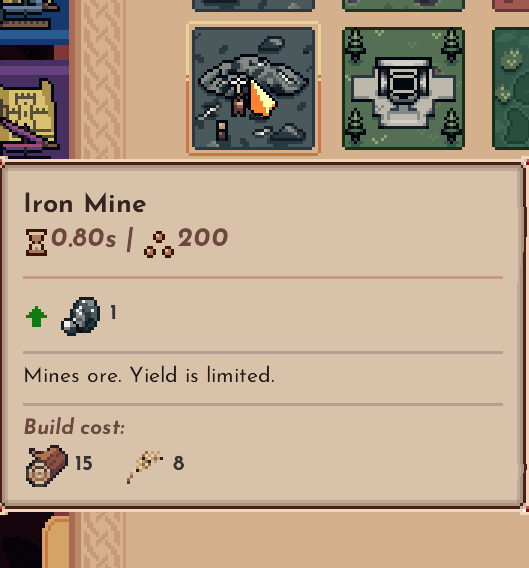 Iron Mine
0.80s | 200
1
Mines ore. Yield is limited.
Build cost:
15 8